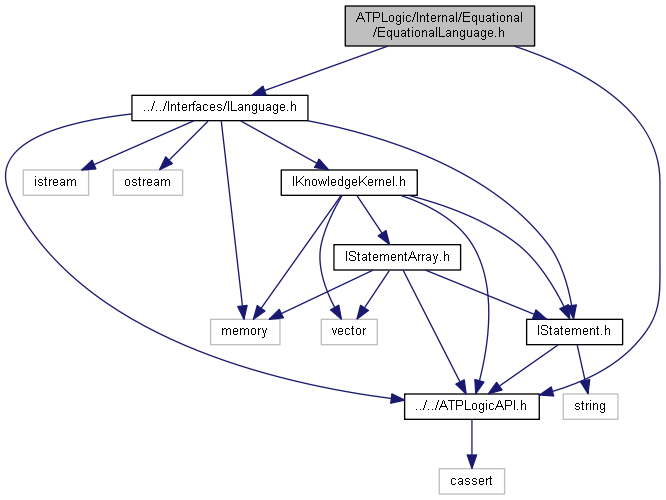 ATPLogic/Internal/Equational
/EquationalLanguage.h
../../Interfaces/ILanguage.h
istream
ostream
IKnowledgeKernel.h
IStatementArray.h
memory
vector
IStatement.h
../../ATPLogicAPI.h
string
cassert